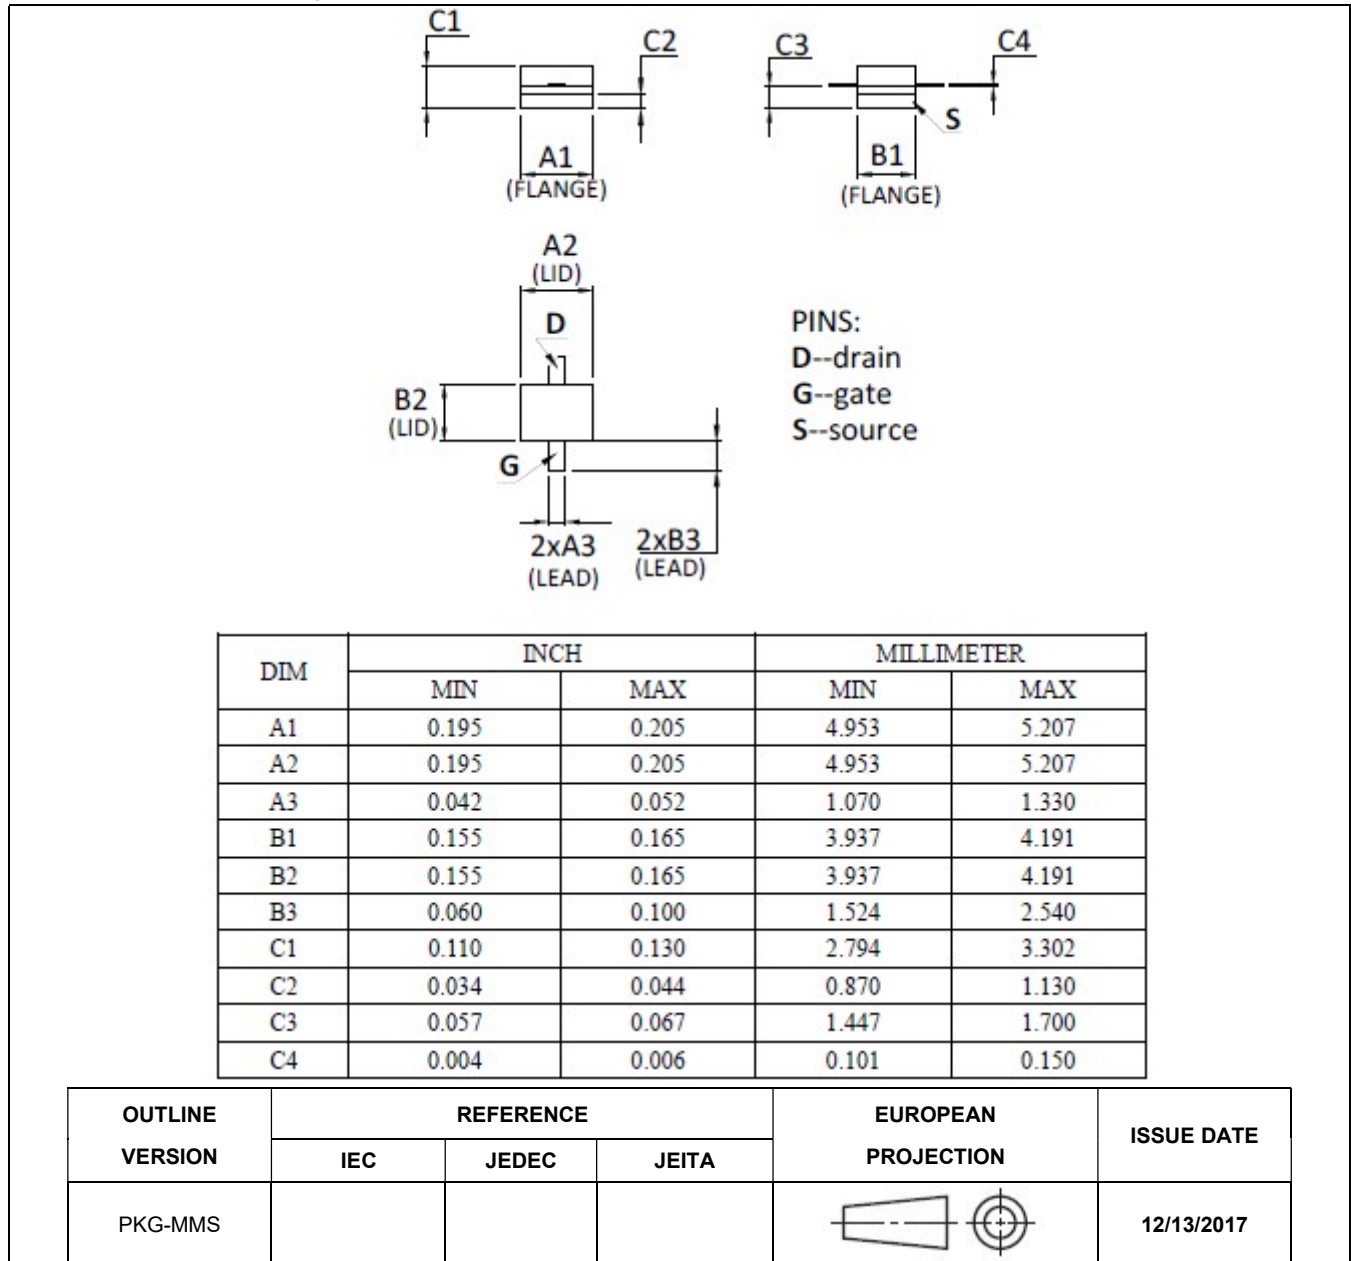 C1
C2
C3
C4
S
A1
(FLANGE)
B1
(FLANGE)
A2
(LID)
D
B2
(LID)
G
2xA3
(LEAD)
2xB3
(LEAD)
PINS:
D--drain
G--gate
S--source
DIM INCH MILLIMETER
MIN MAX MIN MAX
A1 0.195 0.205 4.953 5.207
A2 0.195 0.205 4.953 5.207
A3 0.042 0.052 1.070 1.330
B1 0.155 0.165 3.937 4.191
B2 0.155 0.165 3.937 4.191
B3 0.060 0.100 1.524 2.540
C1 0.110 0.130 2.794 3.302
C2 0.034 0.044 0.870 1.130
C3 0.057 0.067 1.447 1.700
C4 0.004 0.006 0.101 0.150
OUTLINE VERSION REFERENCE EUROPEAN PROJECTION ISSUE DATE
IEC JEDEC JEITA
PKG-MMS 12/13/2017